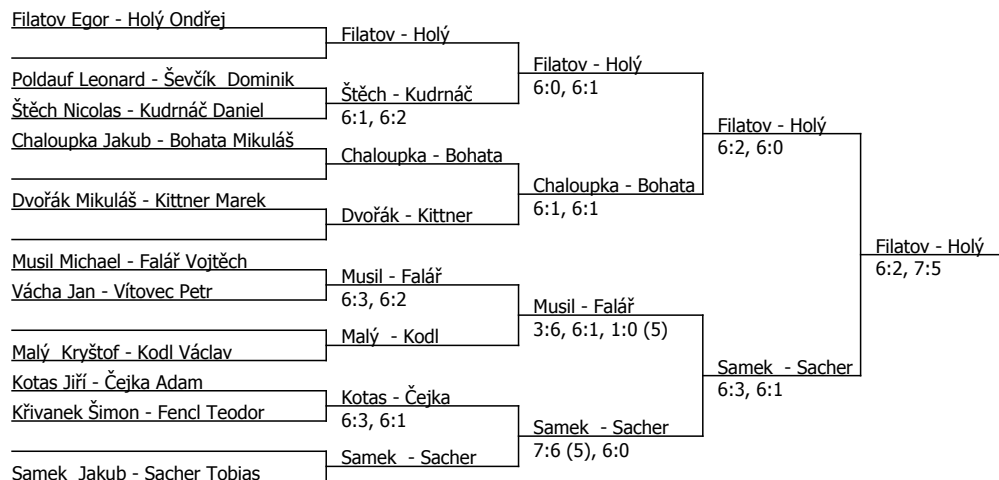 Filatov Egor - Holý Ondřej
Poldauf Leonard - Ševčík  Dominik
Štěch Nicolas - Kudrnáč Daniel
Chaloupka Jakub - Bohata Mikuláš
Dvořák Mikuláš - Kittner Marek
Musil Michael - Falář Vojtěch
Vácha Jan - Vítovec Petr
Malý  Kryštof - Kodl Václav
Kotas Jiří - Čejka Adam
Křivanek Šimon - Fencl Teodor
Samek  Jakub - Sacher Tobias
Filatov - Holý
Štěch - Kudrnáč
6:1, 6:2
Chaloupka - Bohata
Dvořák - Kittner
Musil - Falář
6:3, 6:2
Malý  - Kodl
Kotas - Čejka
6:3, 6:1
Samek  - Sacher
Filatov - Holý
6:0, 6:1
Chaloupka - Bohata
6:1, 6:1
Musil - Falář
3:6, 6:1, 1:0 (5)
Samek  - Sacher
7:6 (5), 6:0
Filatov - Holý
6:2, 6:0
Samek  - Sacher
6:3, 6:1
Filatov - Holý
6:2, 7:5